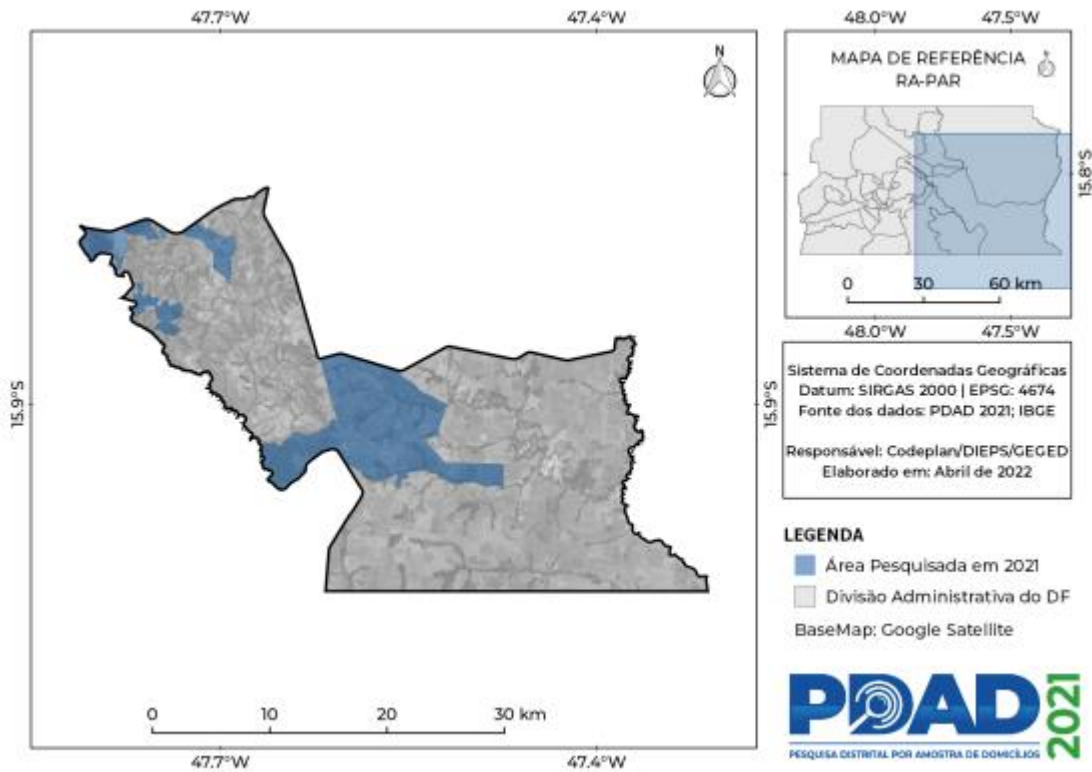 47.7°W
47.4°W
15.9°S
15.9°S
N
0
10
20
30 km
47.7°W
47.4°W
48.0°W
47.5°W
MAPA DE REFERÊNCIA
RA-PAR
15.8°S
0
30
60 km
48.0°W
47.5°W
Sistema de Coordenadas Geográficas
Datum: SIRGAS 2000 | EPSG: 4674
Fonte dos dados: PDAD 2021; IBGE
Responsável: Codeplan/DIEPS/GEGED
Elaborado em: Abril de 2022
LEGENDA
Área Pesquisada em 2021
Divisão Administrativa do DF
BaseMap: Google Satellite
PDAD 2021
PESQUISA DISTRITAL POR AMOSTRA DE DOMICÍLIOS